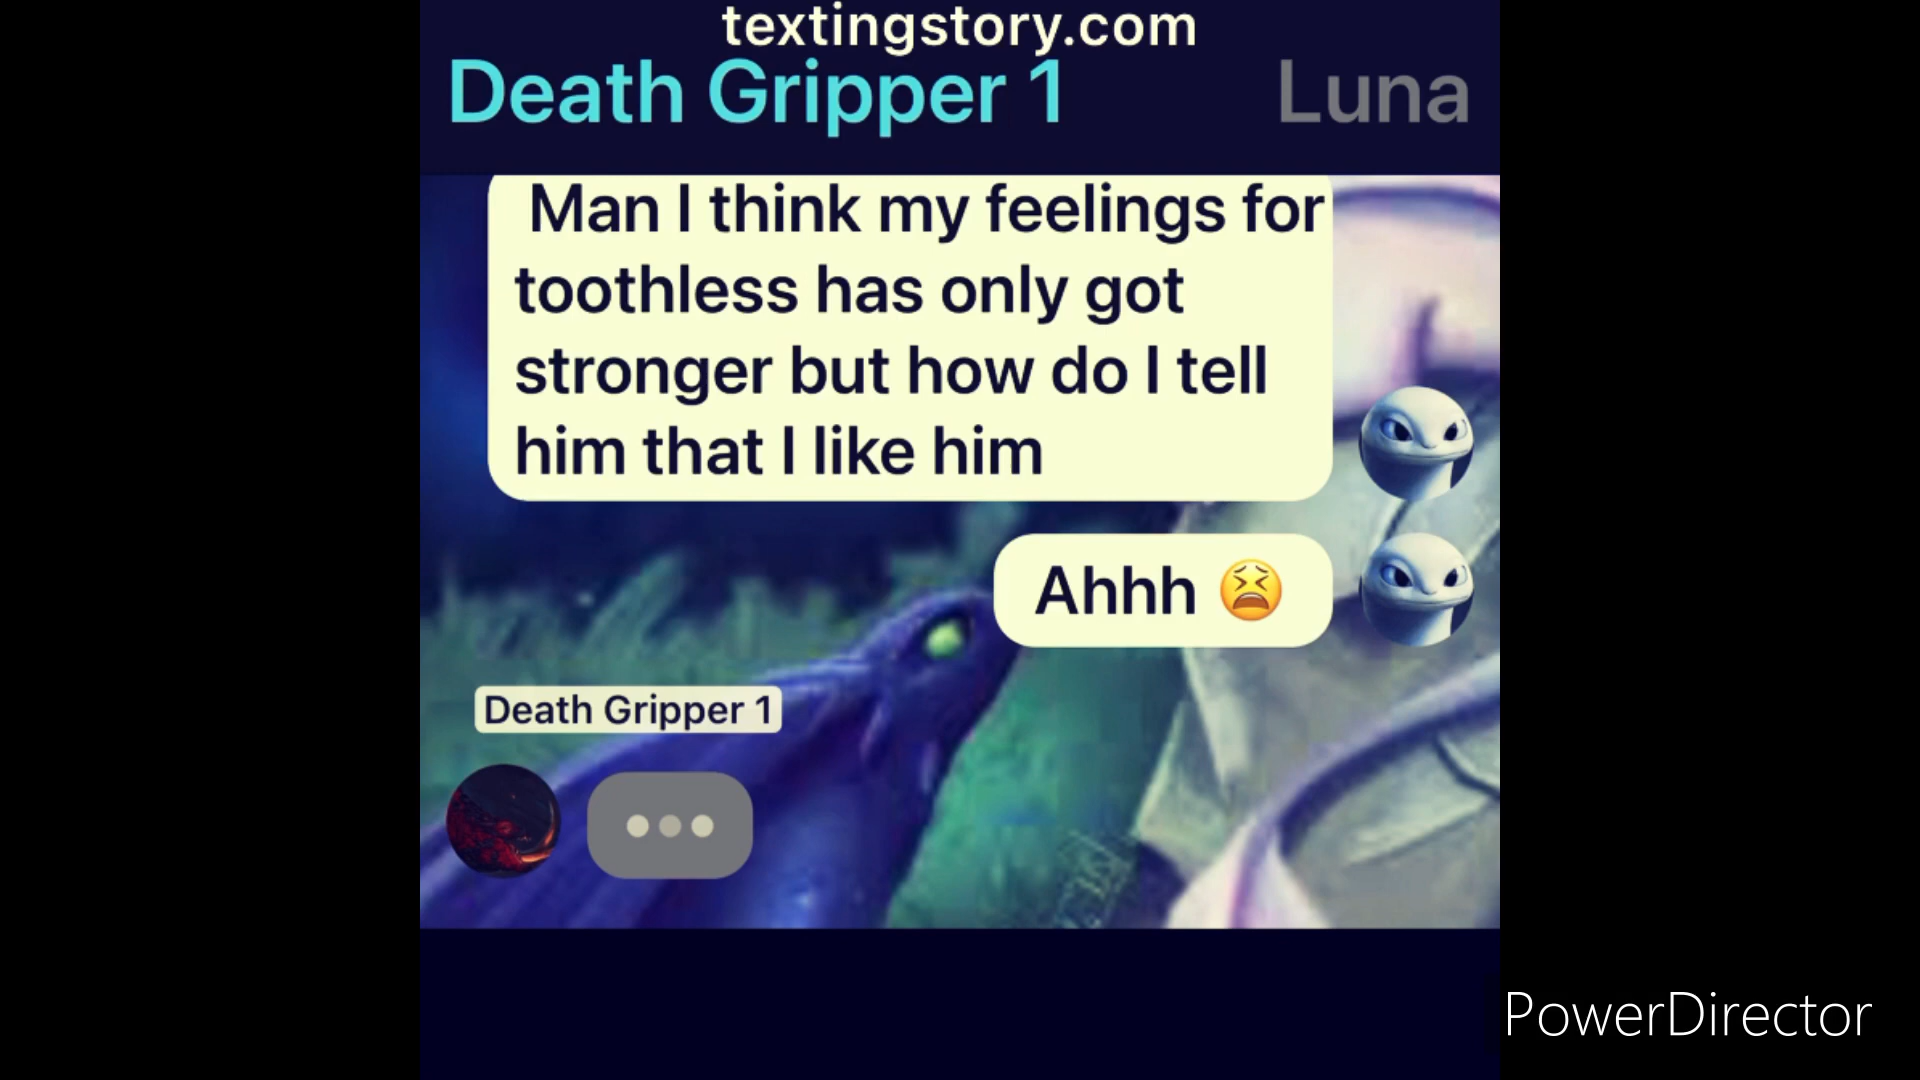 textingstory.com
Death Gripper 1 Luna
Man I think my feelings for
toothless has only got
stronger but how do I tell
him that I like him
Ahhh 😫
Death Gripper 1
PowerDirector